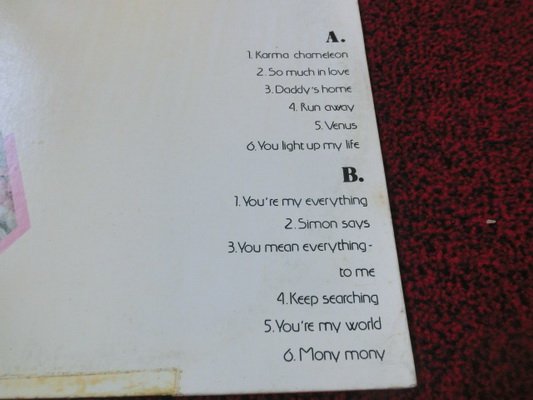 A.
1. Karma chameleon
2. So much in love
3. Daddy's home
4. Run away
5. Venus
6. You light up my life
B.
1. You're my everything
2. Simon says
3. You mean everything-
to me
4. Keep searching
5. You're my world
6. Mony mony